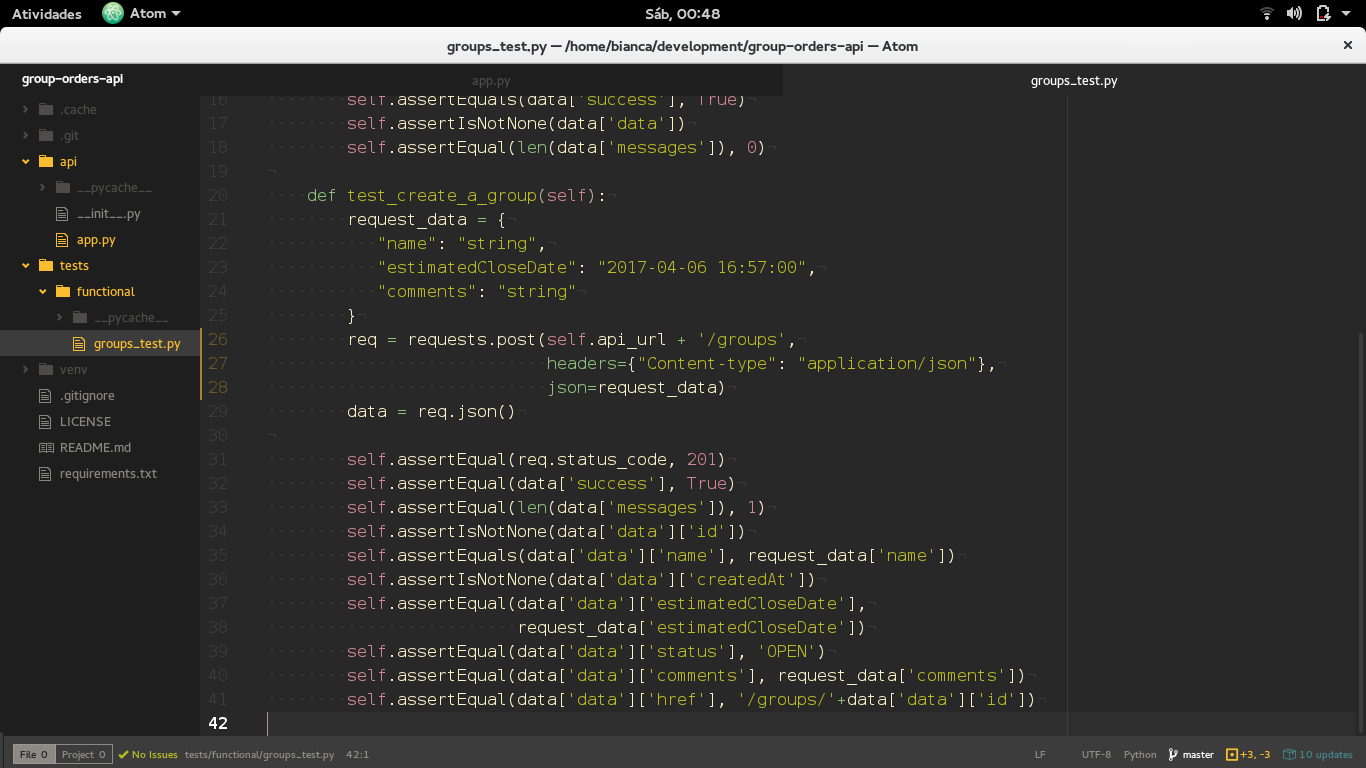 Atividades Atom Sáb, 00:48
groups_test.py — /home/bianca/development/group-orders-api — Atom
group-orders-api
app.py
groups_test.py
.cache
.git
api
__pycache__
__init__.py
app.py
tests
functional
__pycache__
groups_test.py
venv
.gitignore
LICENSE
README.md
requirements.txt
16 self.assertEquals(data['success'], True)
17 self.assertIsNotNone(data['data'])
18 self.assertEqual(len(data['messages']), 0)
19
20 def test_create_a_group(self):
21 request_data = {
22 "name": "string",
23 "estimatedCloseDate": "2017-04-06 16:57:00",
24 "comments": "string"
25 }
26 req = requests.post(self.api_url + '/groups',
27 headers={"Content-type": "application/json"},
28 json=request_data)
29 data = req.json()
30
31 self.assertEqual(req.status_code, 201)
32 self.assertEqual(data['success'], True)
33 self.assertEqual(len(data['messages']), 1)
34 self.assertIsNotNone(data['data']['id'])
35 self.assertEquals(data['data']['name'], request_data['name'])
36 self.assertIsNotNone(data['data']['createdAt'])
37 self.assertEqual(data['data']['estimatedCloseDate'],
38 request_data['estimatedCloseDate'])
39 self.assertEqual(data['data']['status'], 'OPEN')
40 self.assertEqual(data['data']['comments'], request_data['comments'])
41 self.assertEqual(data['data']['href'], '/groups/'+data['data']['id'])
42
File 0 Project 0 No Issues tests/functional/groups_test.py 42:1 LF UTF-8 Python master +3, -3 10 updates